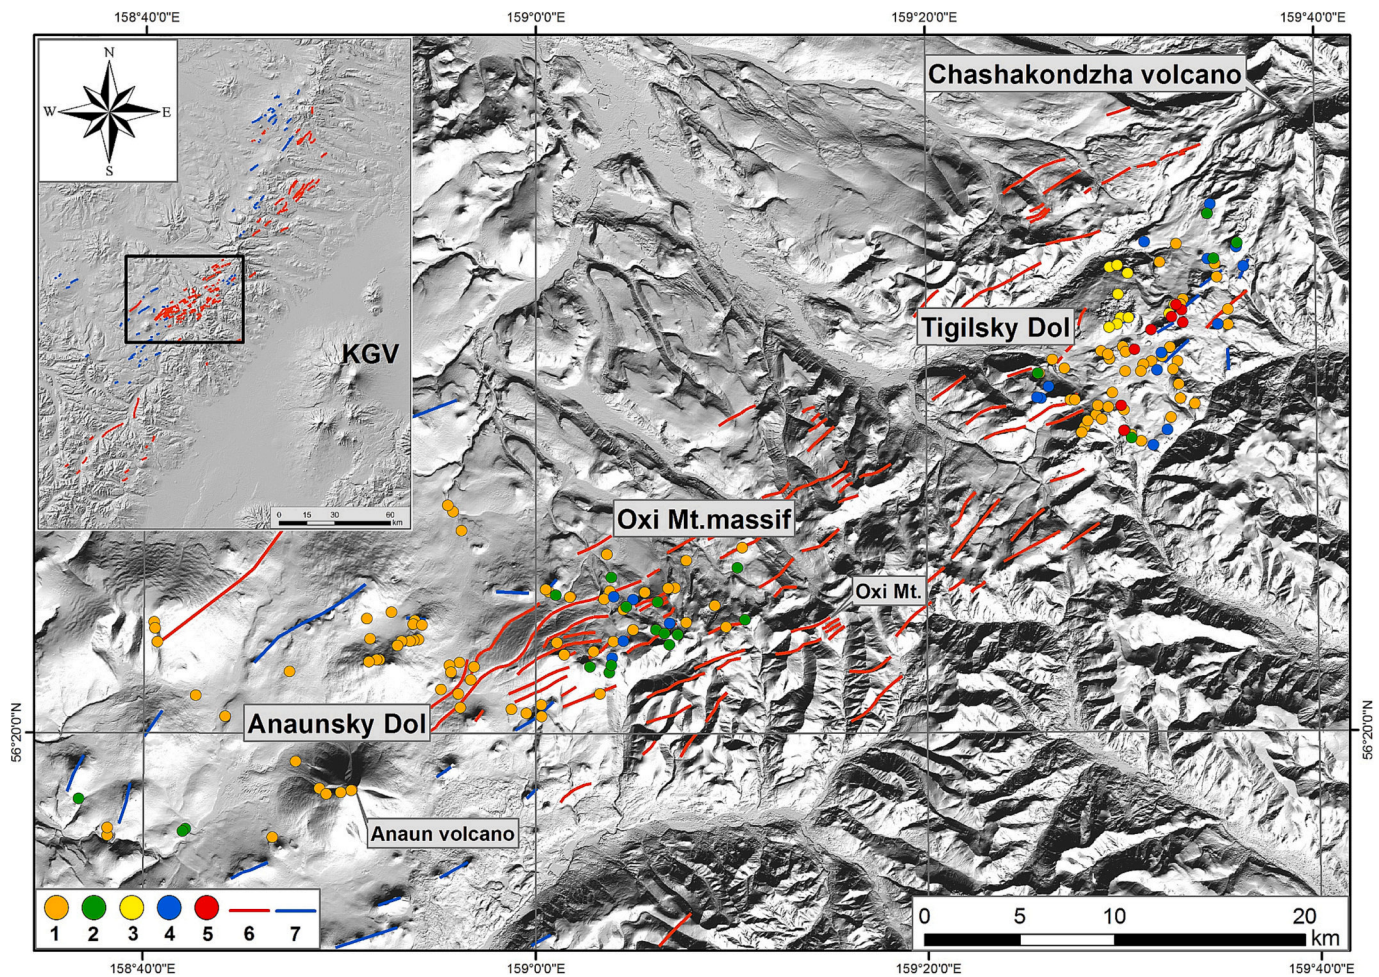 158°40'0"E 159°0'0"E 159°20'0"E 159°40'0"E
N
W E
S
Chashakondzha volcano
KGV
Tigilsky Dol
0 15 30 60
km
Oxi Mt.massif
Oxi Mt.
Anaunsky Dol
56°20'0"N 56°20'0"N
Anaun volcano
1 2 3 4 5 6 7
0 5 10 20
km
158°40'0"E 159°0'0"E 159°20'0"E 159°40'0"E